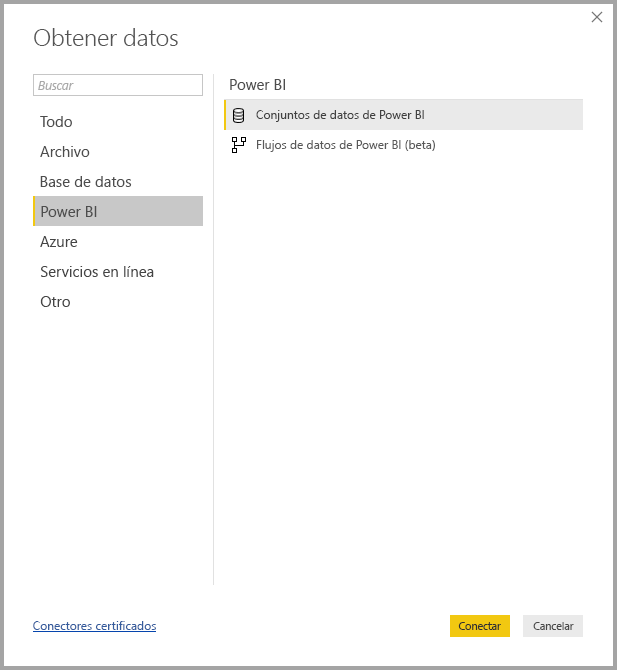 Obtener datos
Buscar
Todo
Archivo
Base de datos
Power BI
Azure
Servicios en línea
Otro
Power BI
Conjuntos de datos de Power BI
Flujos de datos de Power BI (beta)
Conectores certificados
Conectar
Cancelar